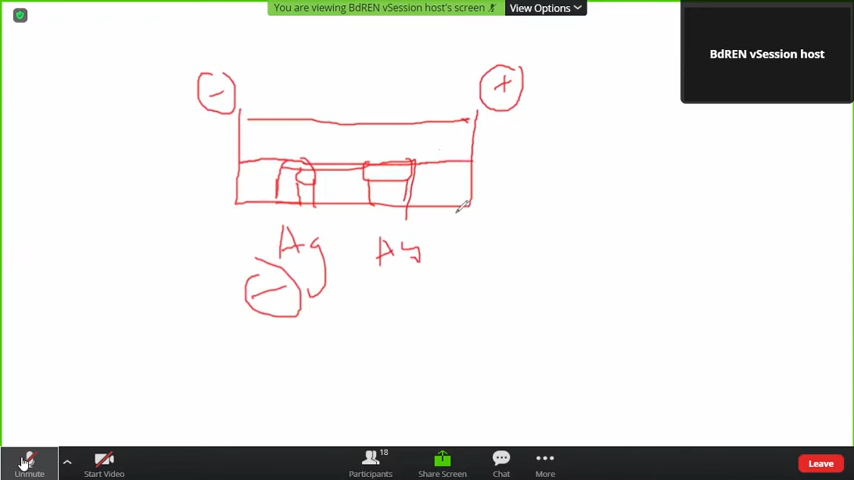 You are viewing BdREN vSession host's screen
View Options
BdREN vSession host
−
+
Ag
Ag
−
Unmute
Start Video
18
Participants
Share Screen
Chat
More
Leave